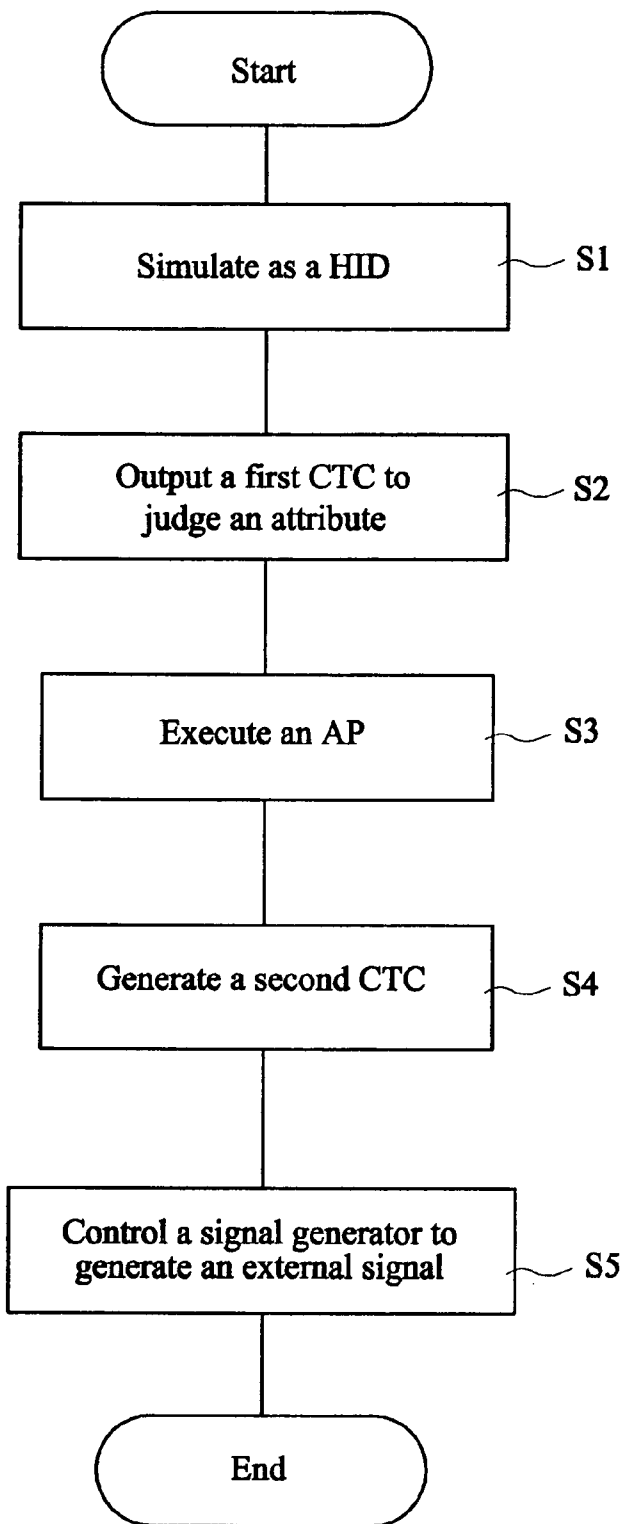 Start
Simulate as a HID
S1
Output a first CTC to
judge an attribute
S2
Execute an AP
S3
Generate a second CTC
S4
Control a signal generator to
generate an external signal
S5
End